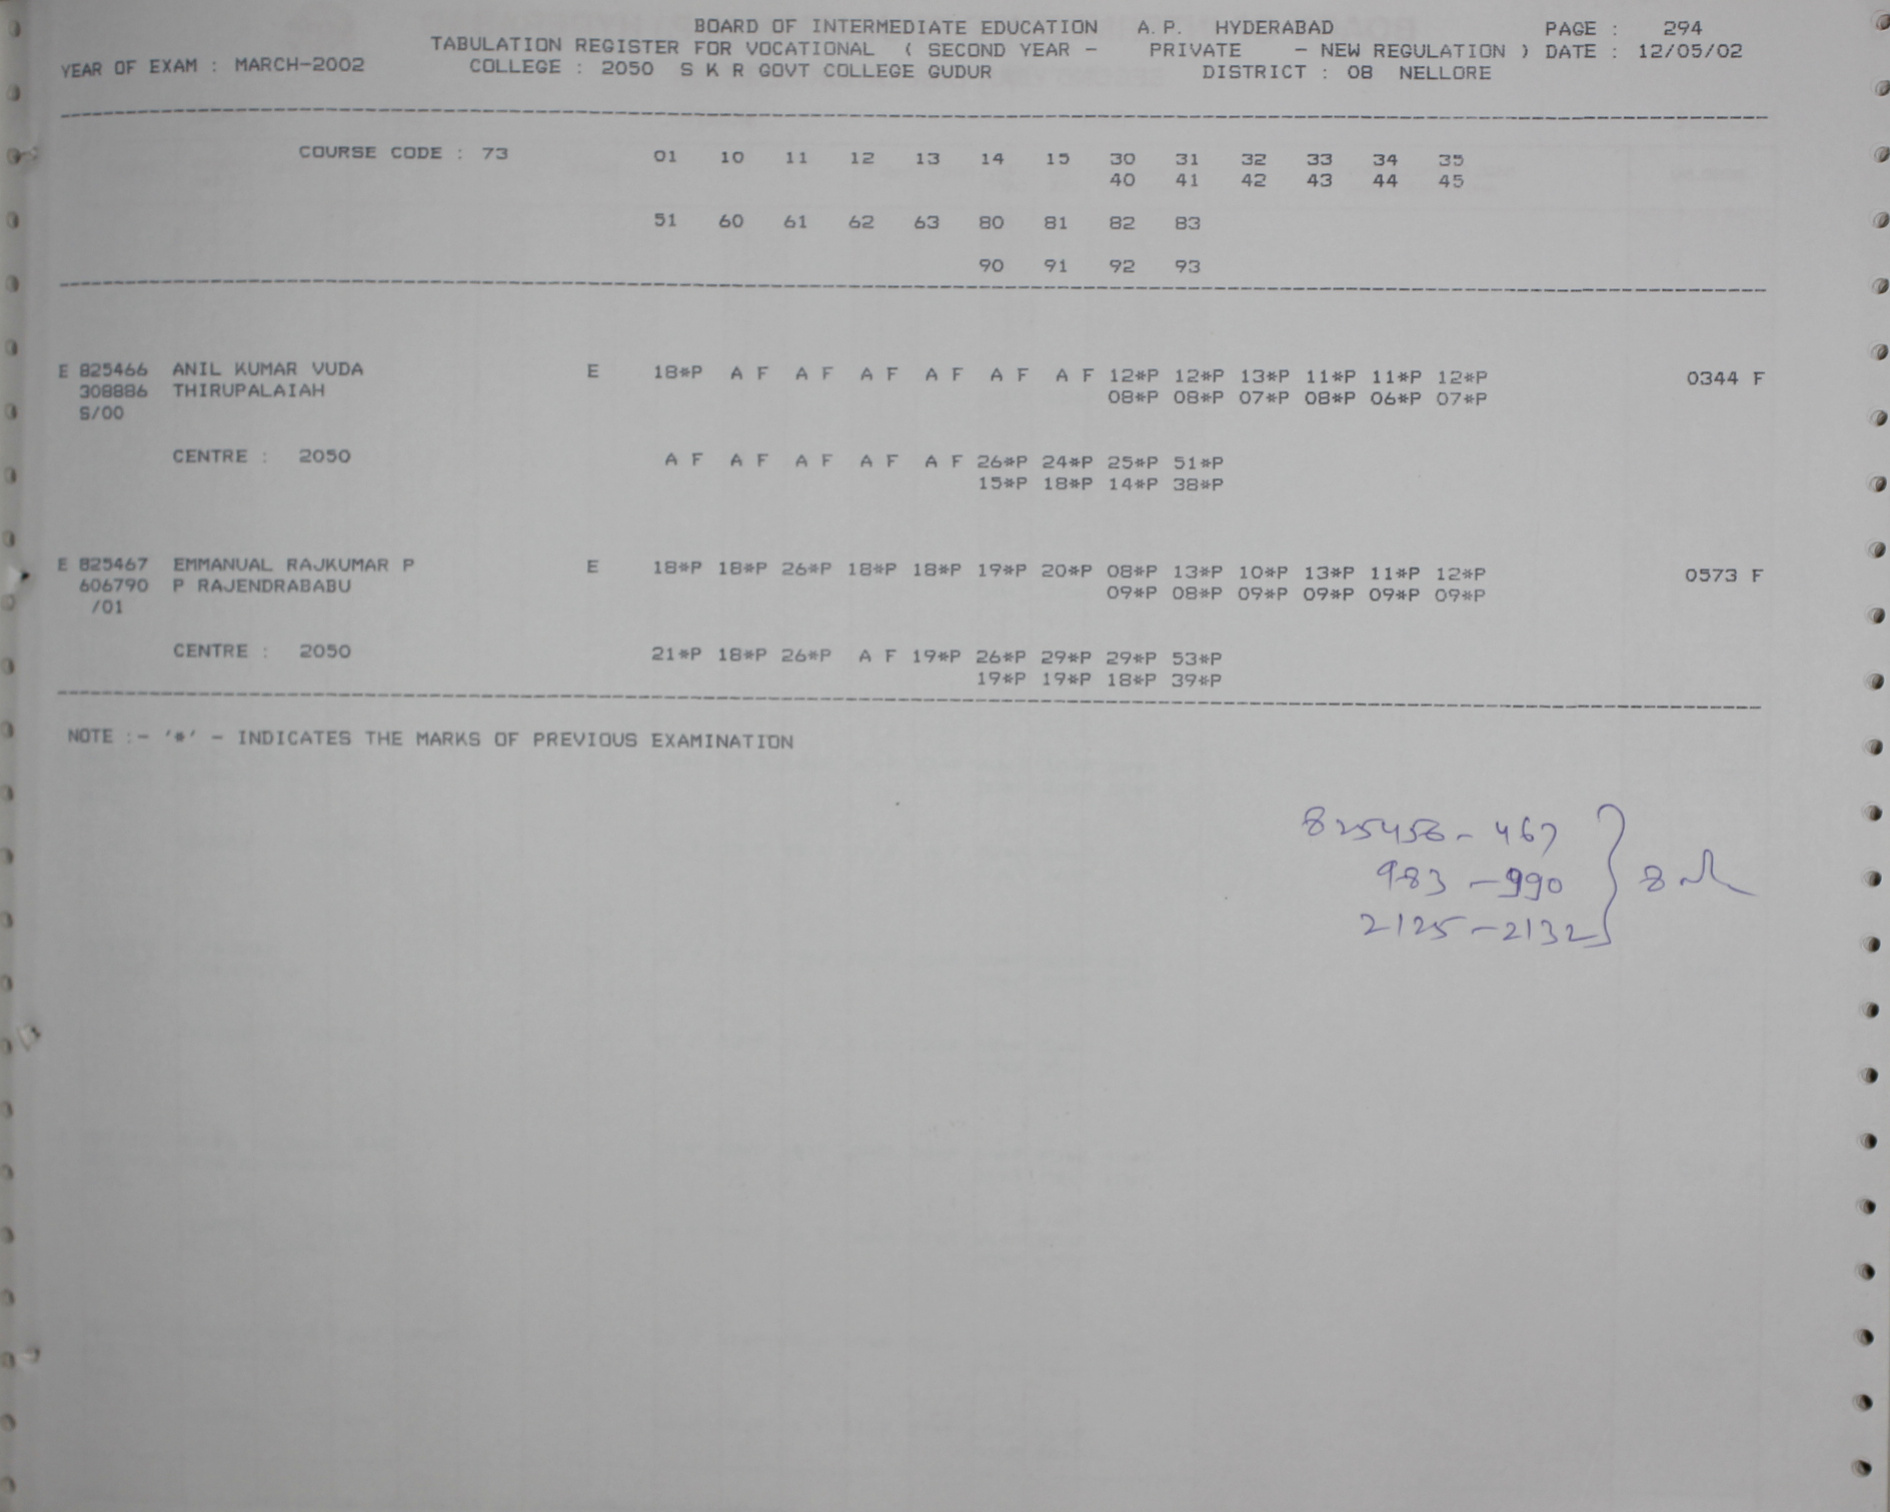 BOARD OF INTERMEDIATE EDUCATION A.P. HYDERABAD PAGE : 294
TABULATION REGISTER FOR VOCATIONAL ( SECOND YEAR - PRIVATE - NEW REGULATION ) DATE : 12/05/02
YEAR OF EXAM : MARCH-2002 COLLEGE : 2050 S K R GOVT COLLEGE GUDUR DISTRICT : 08 NELLORE
COURSE CODE : 73 01 10 11 12 13 14 15 30 31 32 33 34 35
40 41 42 43 44 45
51 60 61 62 63 80 81 82 83
90 91 92 93
E 825466 ANIL KUMAR VUDA E 18*P A F A F A F A F A F A F 12*P 12*P 13*P 11*P 11*P 12*P 0344 F
308886 THIRUPALAIAH 08*P 08*P 07*P 08*P 06*P 07*P
S/00
CENTRE : 2050 A F A F A F A F A F 26*P 24*P 25*P 51*P
15*P 18*P 14*P 38*P
E 825467 EMMANUAL RAJKUMAR P E 18*P 18*P 26*P 18*P 18*P 19*P 20*P 08*P 13*P 10*P 13*P 11*P 12*P 0573 F
606790 P RAJENDRABABU 09*P 08*P 09*P 09*P 09*P 09*P
/01
CENTRE : 2050 21*P 18*P 26*P A F 19*P 26*P 29*P 29*P 53*P
19*P 19*P 18*P 39*P
NOTE :- '*' - INDICATES THE MARKS OF PREVIOUS EXAMINATION
825456 - 467
983 - 990 } 8
2125 - 2132